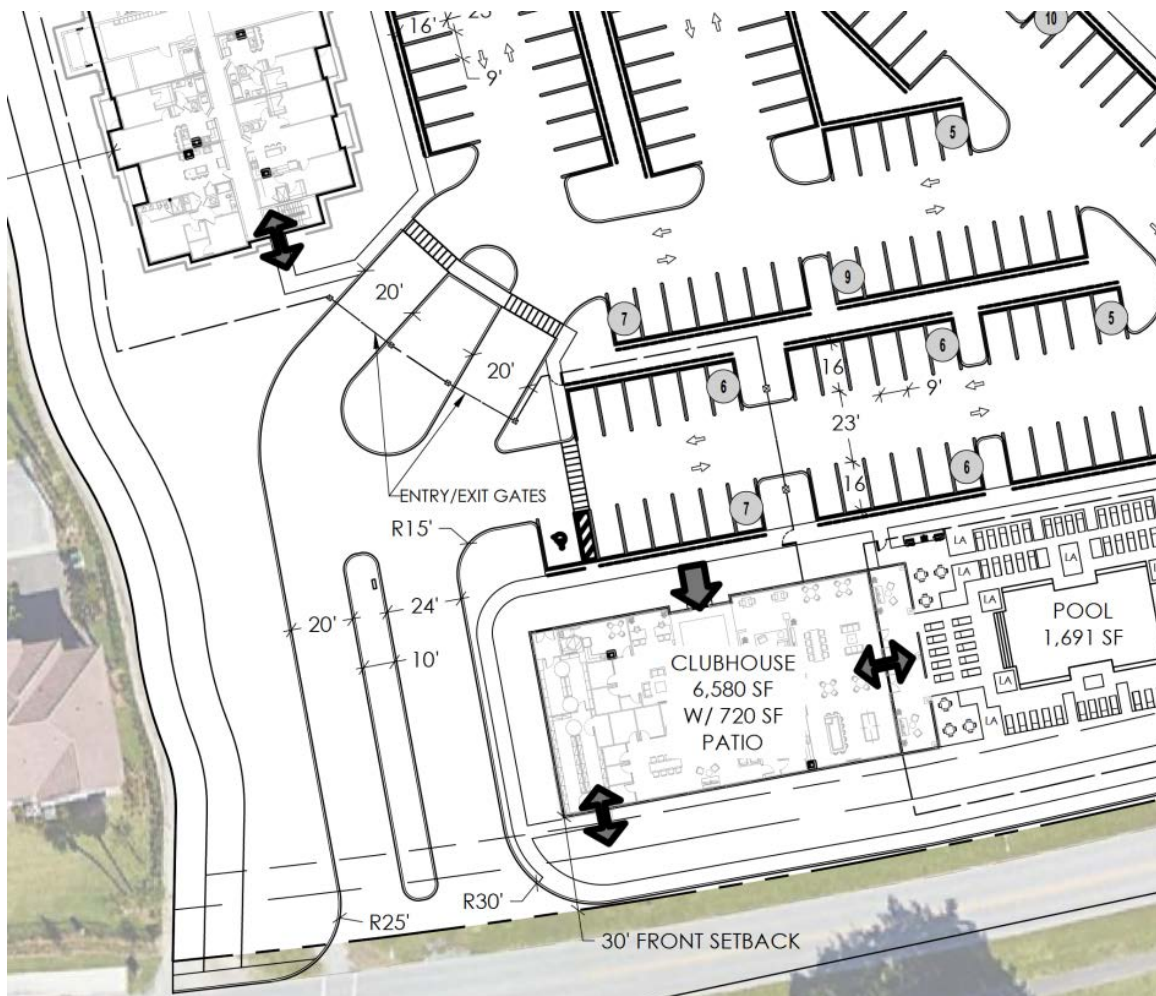 10
25'
16'
9'
5
20'
9
7
5
6
20'
16
9'
6
23'
6
16
ENTRY/EXIT GATES
7
R15'
LA
LA
LA
LA
24'
20'
10'
POOL
1,691 SF
CLUBHOUSE
6,580 SF
W/ 720 SF
PATIO
LA
LA
R30'
R25'
30' FRONT SETBACK